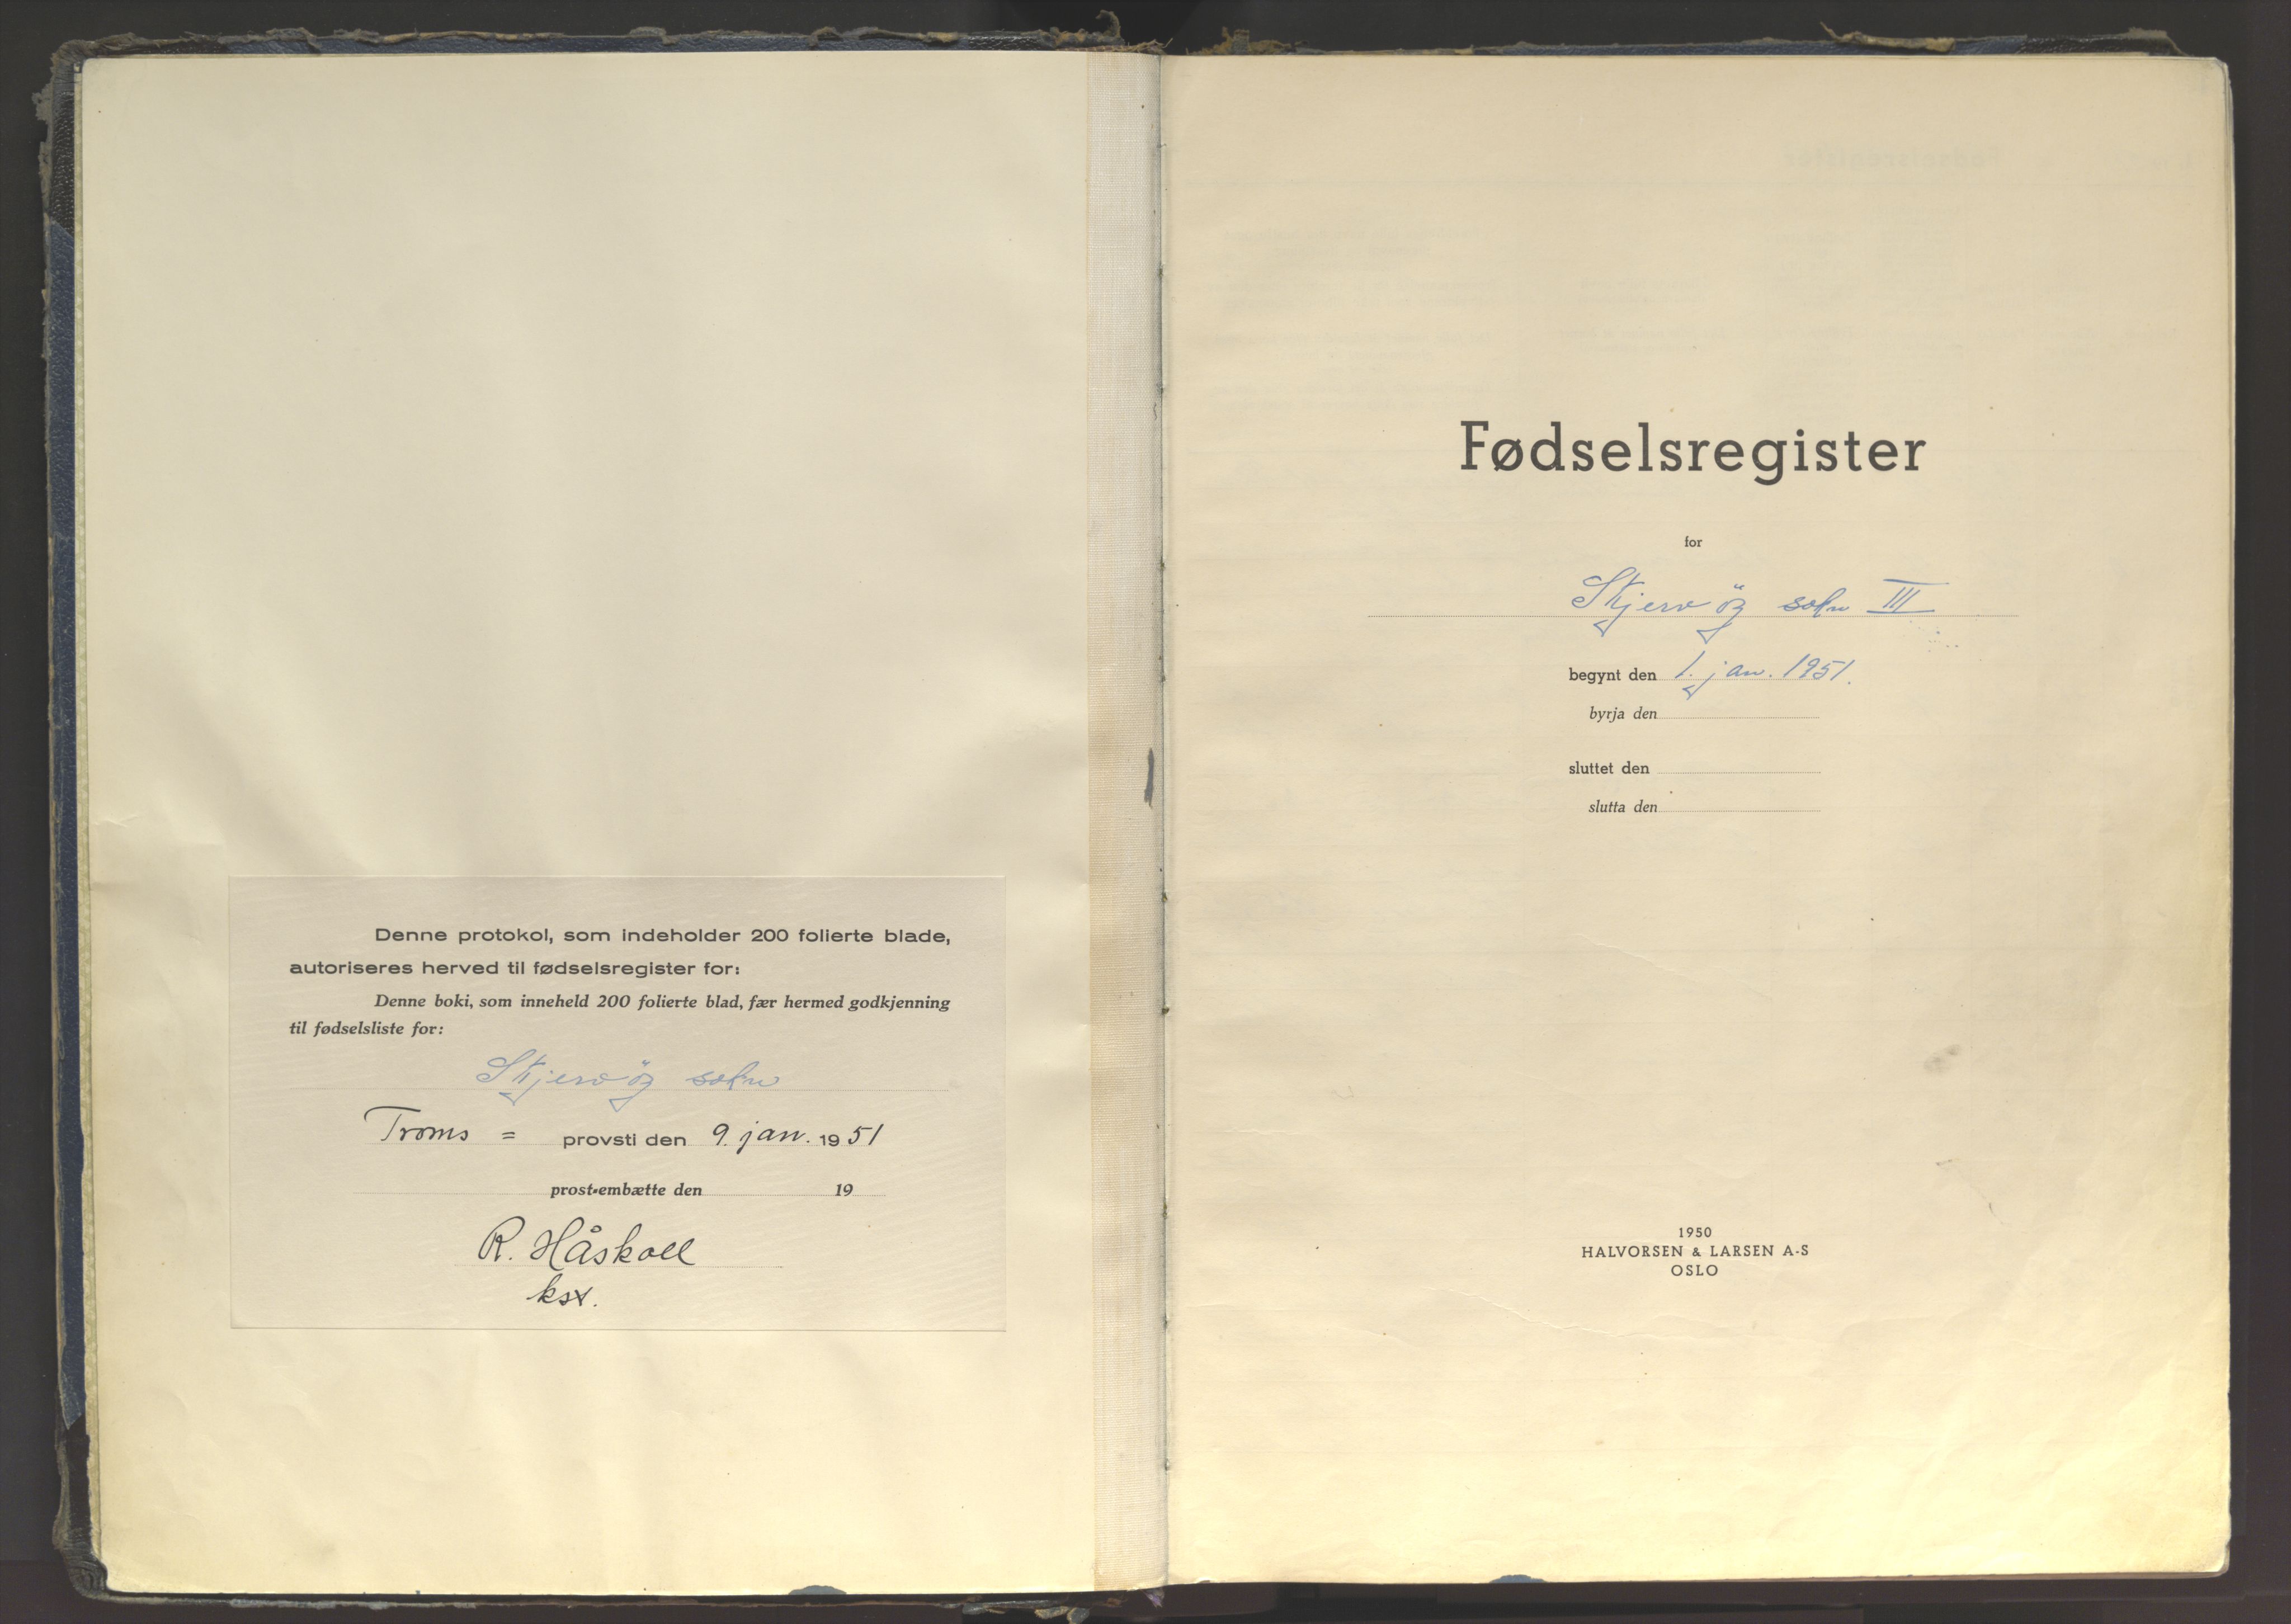 Denne protokol, som indeholder 200 folierte blade,
autoriseres herved til fødselsregister for:
Denne boki, som inneheld 200 folierte blad, fær hermed godkjenning
til fødselsliste for:
Skjervöy sokn
Troms = provsti den 9. jan. 1951
prost-embætte den 19
R. Håskoll
kst.
Fødselsregister
for
Skjervöy sokn III
begynt den 1. jan. 1951.
byrja den
sluttet den
slutta den
1950
HALVORSEN & LARSEN A-S
OSLO